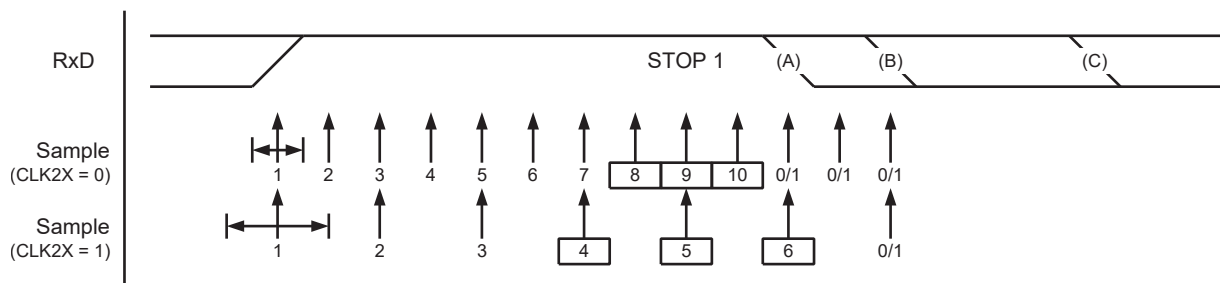 RxD STOP 1 (A) (B) (C)
Sample
(CLK2X = 0) 1 2 3 4 5 6 7 8 9 10 0/1 0/1 0/1
Sample
(CLK2X = 1) 1 2 3 4 5 6 0/1